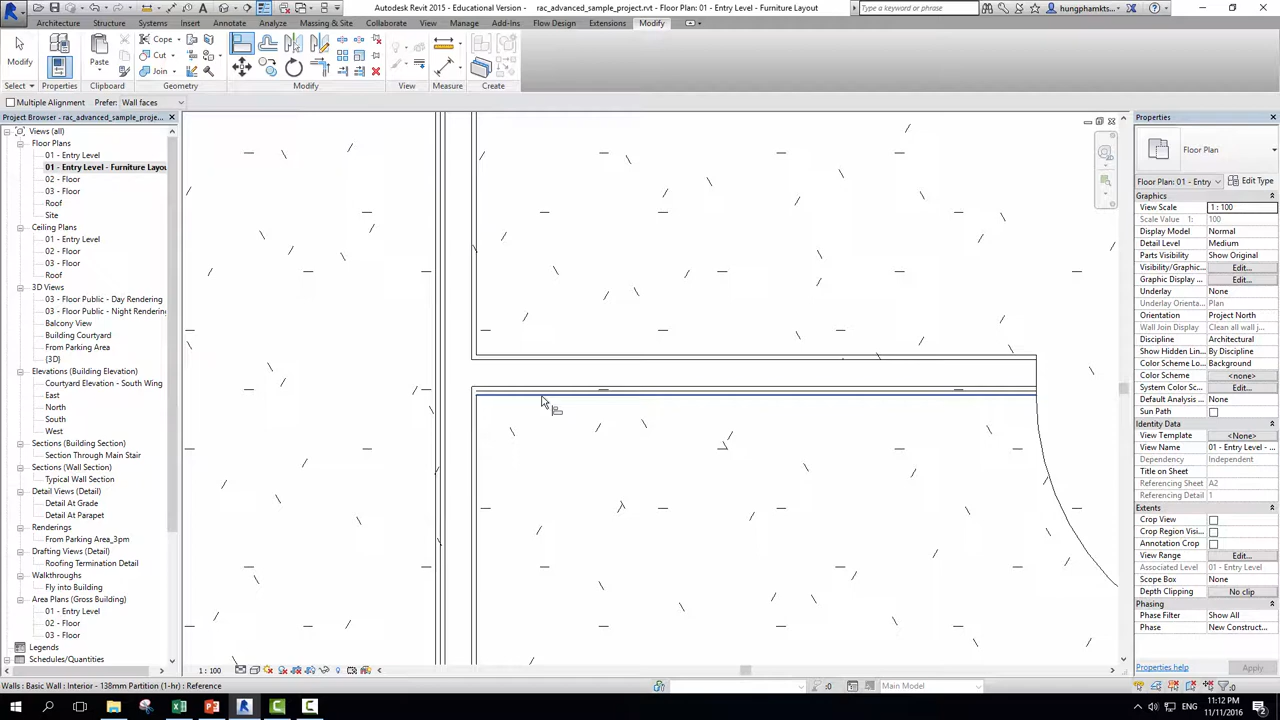 Autodesk Revit 2015 - Educational Version - rac_advanced_sample_project.rvt - Floor Plan: 01 - Entry Level - Furniture Layout
Type a keyword or phrase
hungphamkts...
Architecture Structure Systems Insert Annotate Analyze Massing & Site Collaborate View Manage Add-Ins Flow Design Extensions Modify
Modify
Cope
Cut
Join
Paste
Select Properties Clipboard Geometry Modify View Measure Create
Multiple Alignment Prefer: Wall faces
Project Browser - rac_advanced_sample_proje...
Views (all)
Floor Plans
01 - Entry Level
01 - Entry Level - Furniture Layou
02 - Floor
03 - Floor
Roof
Site
Ceiling Plans
01 - Entry Level
02 - Floor
03 - Floor
Roof
3D Views
03 - Floor Public - Day Rendering
03 - Floor Public - Night Rendering
Balcony View
Building Courtyard
From Parking Area
{3D}
Elevations (Building Elevation)
Courtyard Elevation - South Wing
East
North
South
West
Sections (Building Section)
Section Through Main Stair
Sections (Wall Section)
Typical Wall Section
Detail Views (Detail)
Detail At Grade
Detail At Parapet
Renderings
From Parking Area_3pm
Drafting Views (Detail)
Roofing Termination Detail
Walkthroughs
Fly into Building
Area Plans (Gross Building)
01 - Entry Level
02 - Floor
03 - Floor
Legends
Schedules/Quantities
Properties
Floor Plan
Floor Plan: 01 - Entry Edit Type
Graphics
View Scale 1 : 100
Scale Value 1: 100
Display Model Normal
Detail Level Medium
Parts Visibility Show Original
Visibility/Graphic... Edit...
Graphic Display ... Edit...
Underlay None
Underlay Orienta... Plan
Orientation Project North
Wall Join Display Clean all wall j...
Discipline Architectural
Show Hidden Lin... By Discipline
Color Scheme Location Background
Color Scheme <none>
System Color Sc... Edit...
Default Analysis ... None
Sun Path
Identity Data
View Template <None>
View Name 01 - Entry Level - ...
Dependency Independent
Title on Sheet
Referencing Sheet A2
Referencing Detail 1
Extents
Crop View
Crop Region Visi...
Annotation Crop
View Range Edit...
Associated Level 01 - Entry Level
Scope Box None
Depth Clipping No clip
Phasing
Phase Filter Show All
Phase New Construct...
Properties help Apply
1 : 100
Walls : Basic Wall : Interior - 138mm Partition (1-hr) : Reference
:0
Main Model
:0
ENG
11:12 PM
11/11/2016